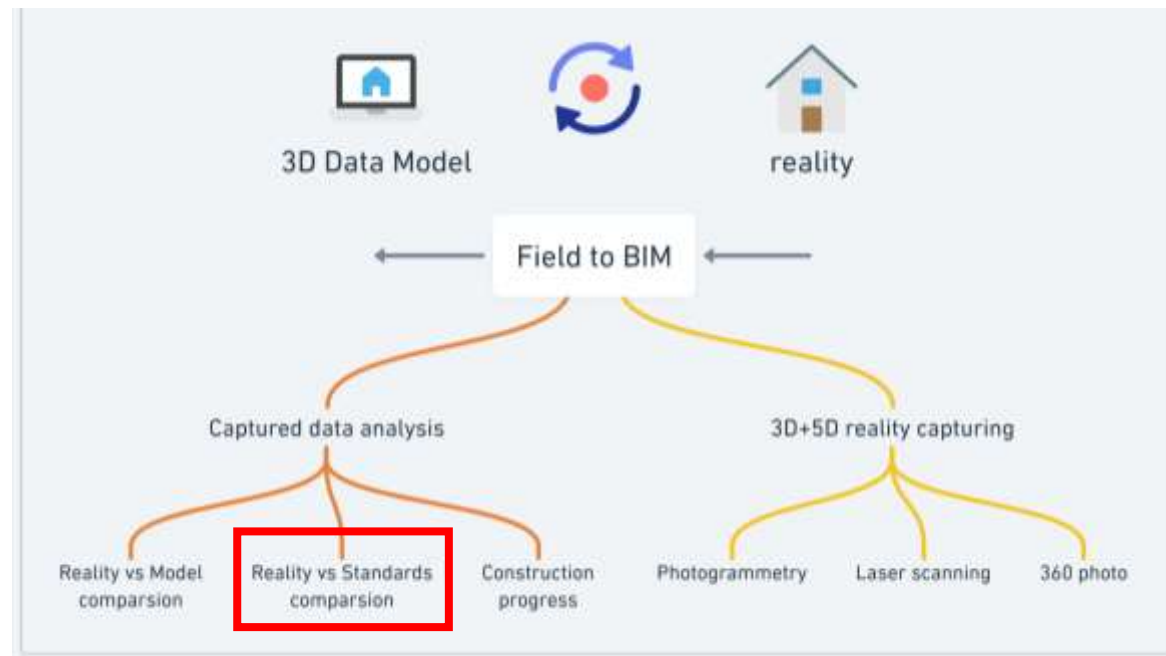 3D Data Model
reality
Field to BIM
Captured data analysis
3D+5D reality capturing
Reality vs Model
comparsion
Reality vs Standards
comparsion
Construction
progress
Photogrammetry
Laser scanning
360 photo